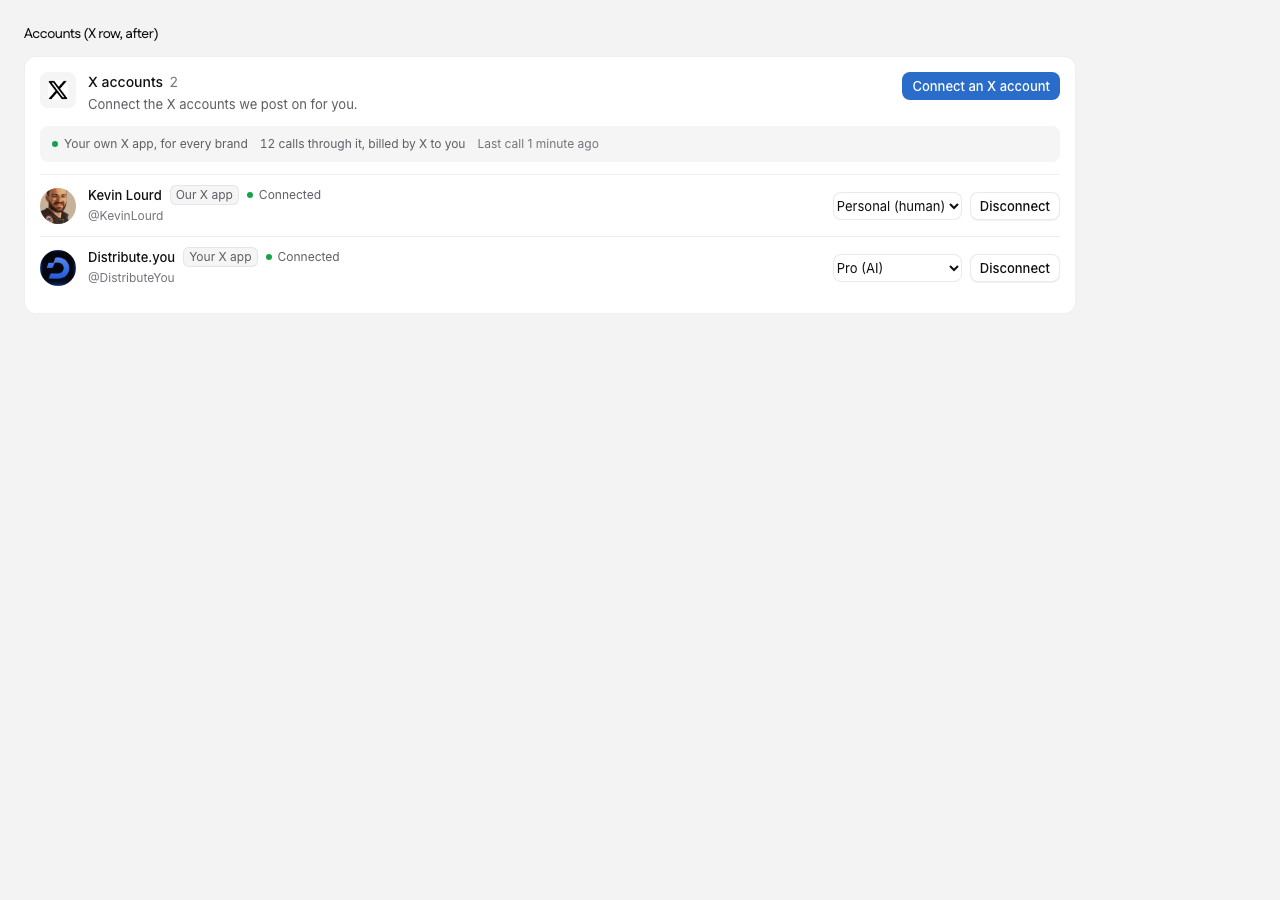 Accounts (X row, after)
X accounts 2
Connect an X account
Connect the X accounts we post on for you.
Your own X app, for every brand 12 calls through it, billed by X to you Last call 1 minute ago
Kevin Lourd Our X app Connected
@KevinLourd
Personal (human) Disconnect
Distribute.you Your X app Connected
@DistributeYou
Pro (AI) Disconnect